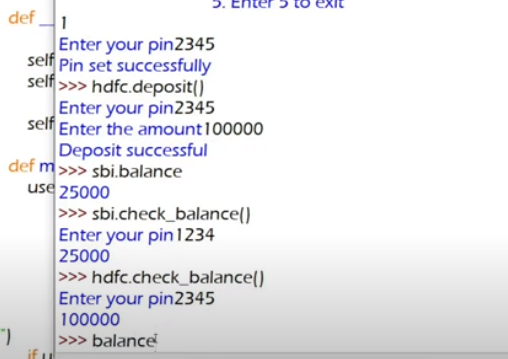 5. Enter 5 to exit
def __
1
Enter your pin2345
self
Pin set successfully
self
>>> hdfc.deposit()
Enter your pin2345
self
Enter the amount100000
Deposit successful
def m
>>> sbi.balance
use
25000
>>> sbi.check_balance()
Enter your pin1234
25000
>>> hdfc.check_balance()
Enter your pin2345
100000
")
>>> balance
if u